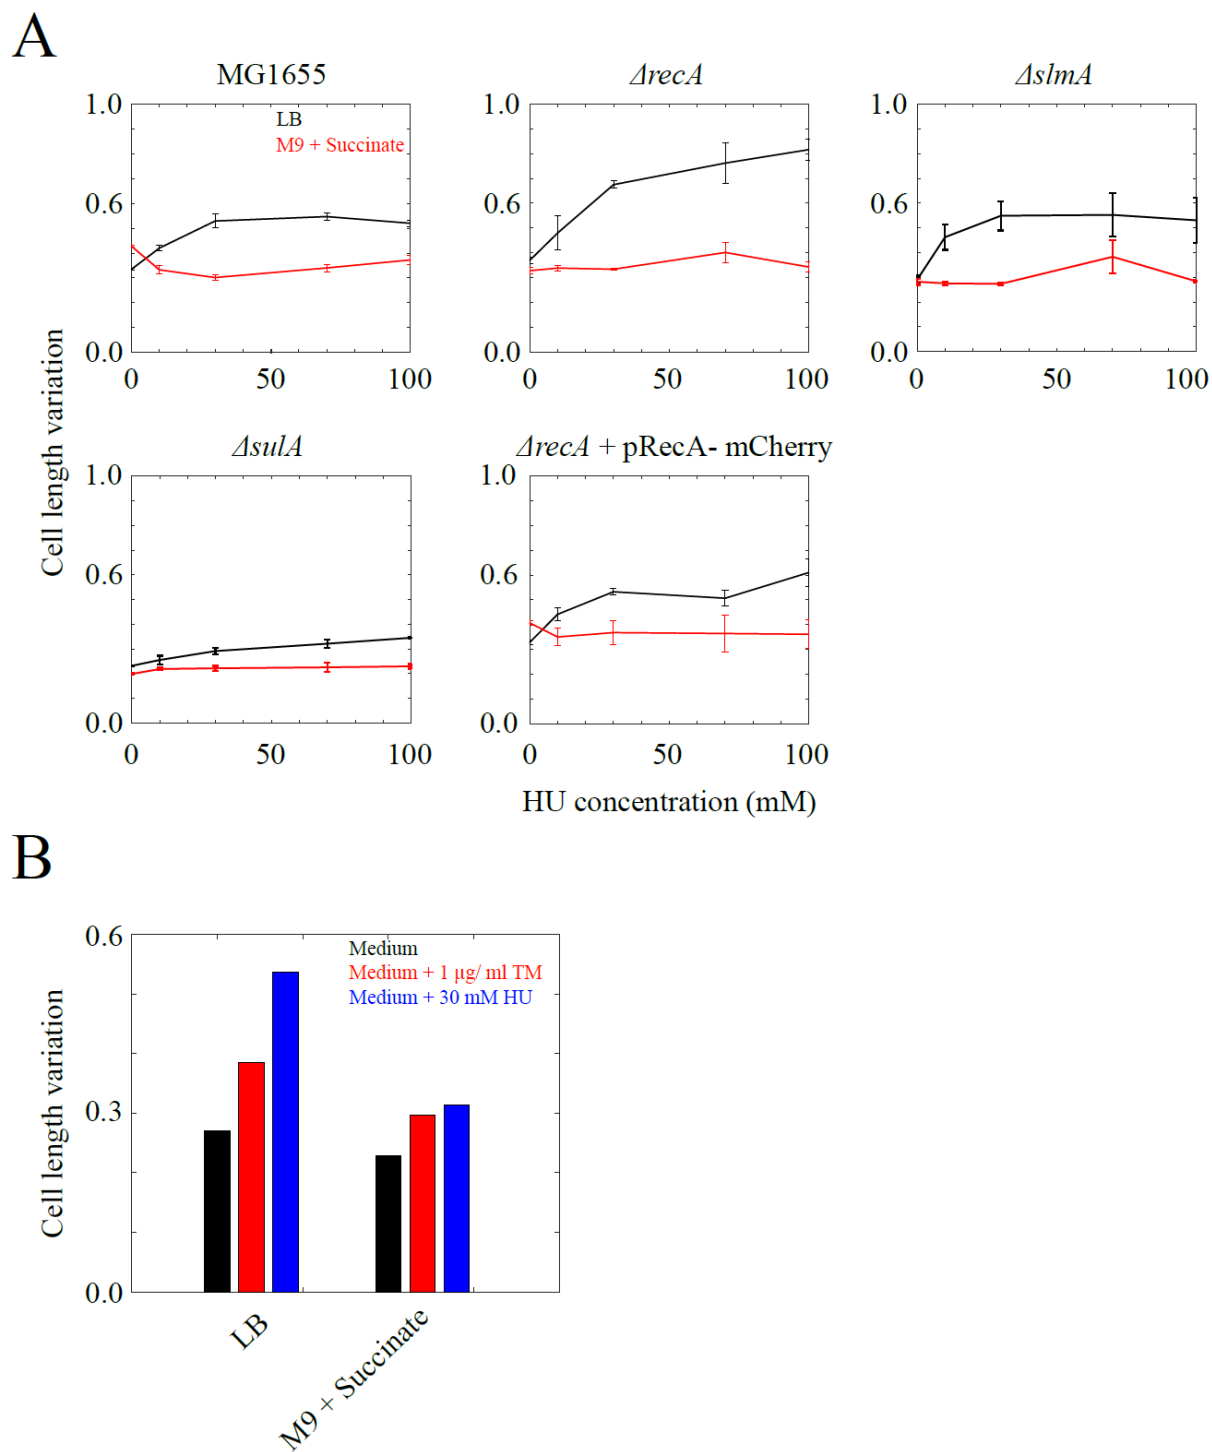 A
MG1655
ΔrecA
ΔslmA
1.0
LB
M9 + Succinate
0.6
0.0
0
50
100
1.0
0.6
0.0
0
50
100
1.0
0.6
0.0
0
50
100
Cell length variation
ΔsulA
ΔrecA + pRecA- mCherry
1.0
0.6
0.0
0
50
100
1.0
0.6
0.0
0
50
100
HU concentration (mM)
B
0.6
Medium
Medium + 1 μg/ ml TM
Medium + 30 mM HU
0.3
0.0
Cell length variation
LB
M9 + Succinate